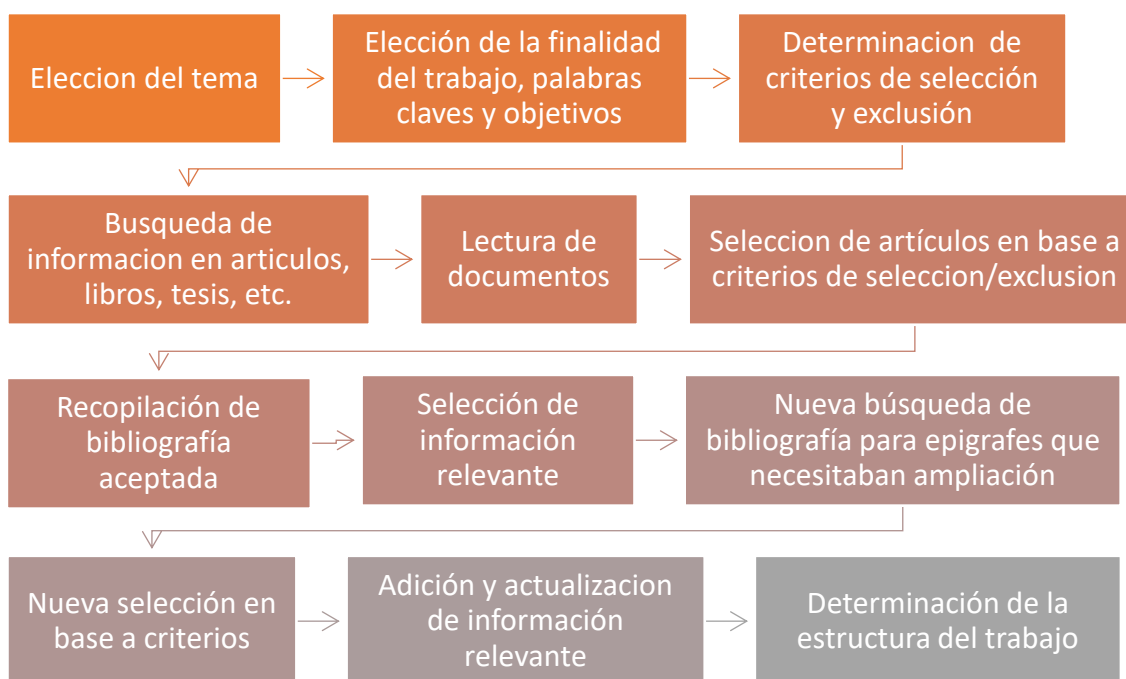 Eleccion del tema
Elección de la finalidad
del trabajo, palabras
claves y objetivos
Determinacion de
criterios de selección
y exclusión
Busqueda de
informacion en articulos,
libros, tesis, etc.
Lectura de
documentos
Seleccion de artículos en base a
criterios de seleccion/exclusion
Recopilación de
bibliografía
aceptada
Selección de
información
relevante
Nueva búsqueda de
bibliografía para epigrafes que
necesitaban ampliación
Nueva selección en
base a criterios
Adición y actualizacion
de información
relevante
Determinación de la
estructura del trabajo